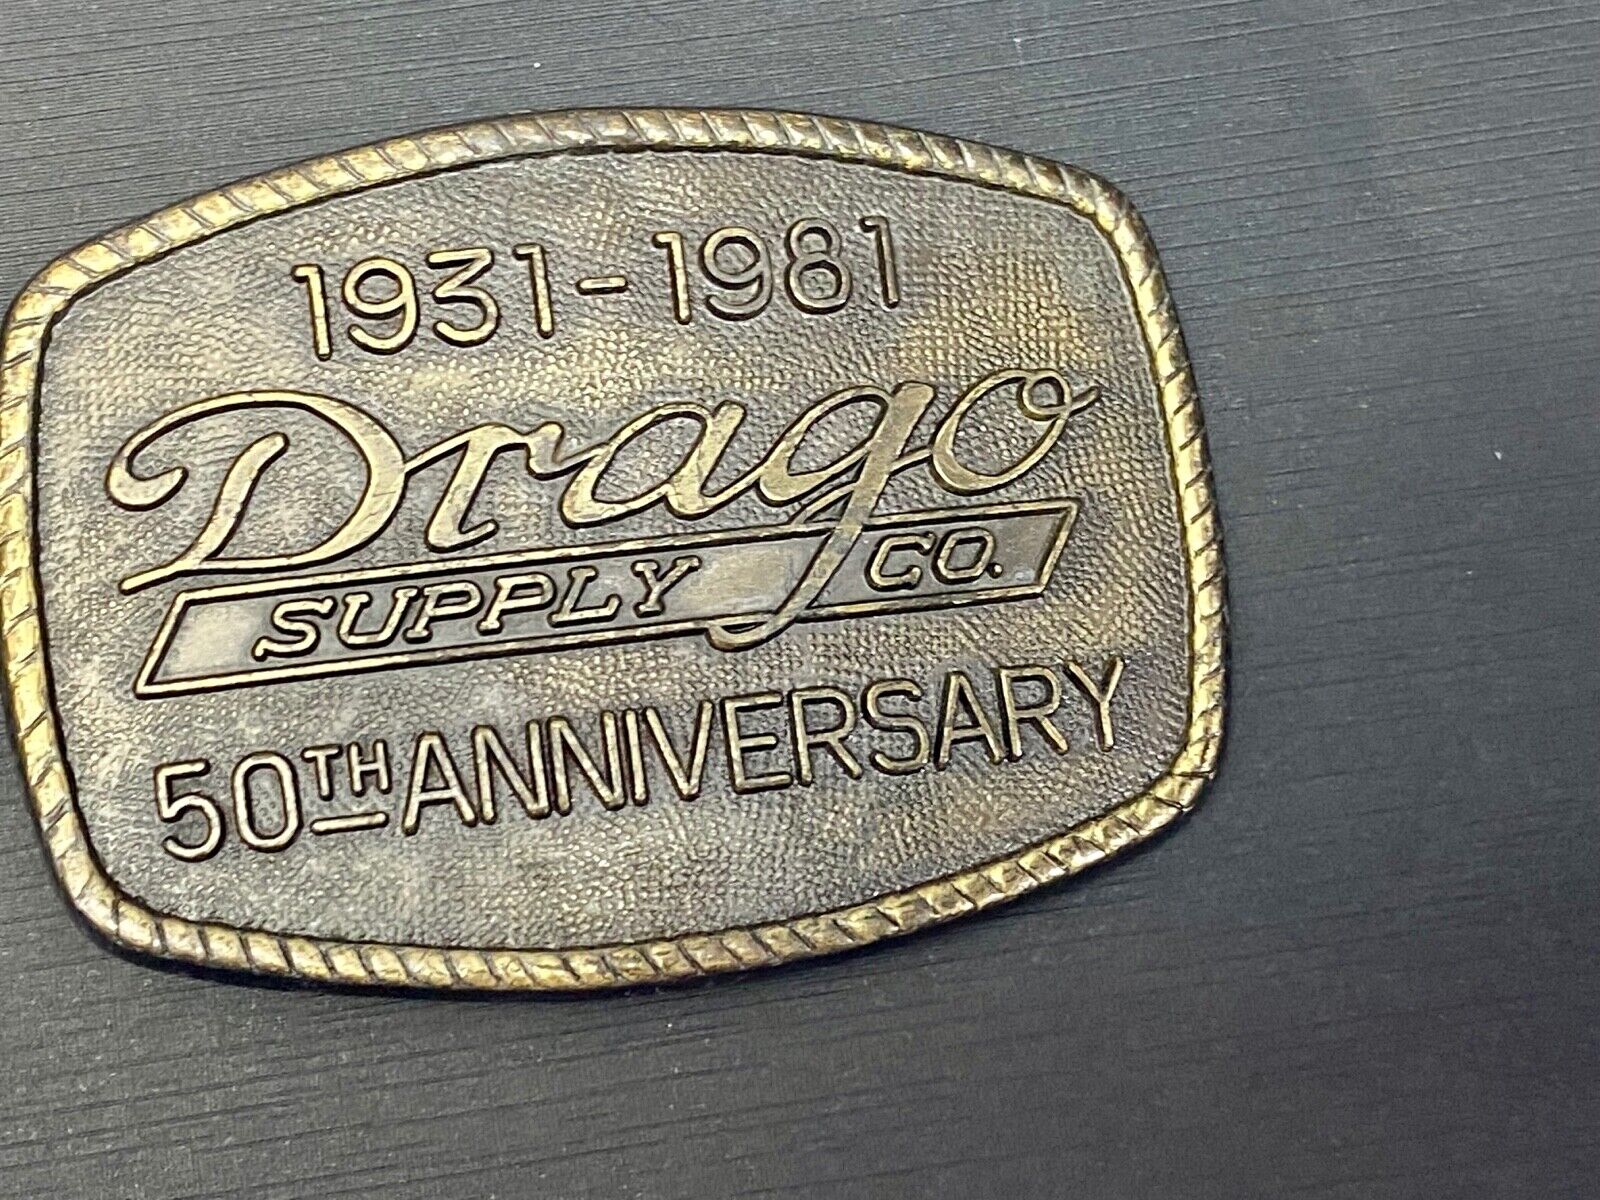 1931-1981
Drago
SUPPLY CO.
50TH ANNIVERSARY